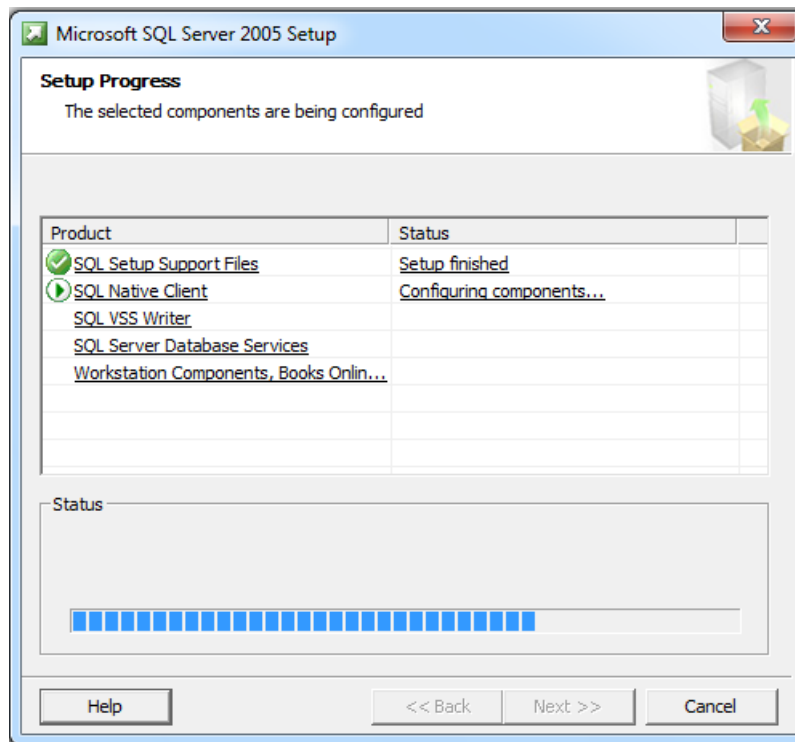 Microsoft SQL Server 2005 Setup
Setup Progress
The selected components are being configured
Product Status
SQL Setup Support Files Setup finished
SQL Native Client Configuring components...
SQL VSS Writer
SQL Server Database Services
Workstation Components, Books Onlin...
Status
Help << Back Next >> Cancel